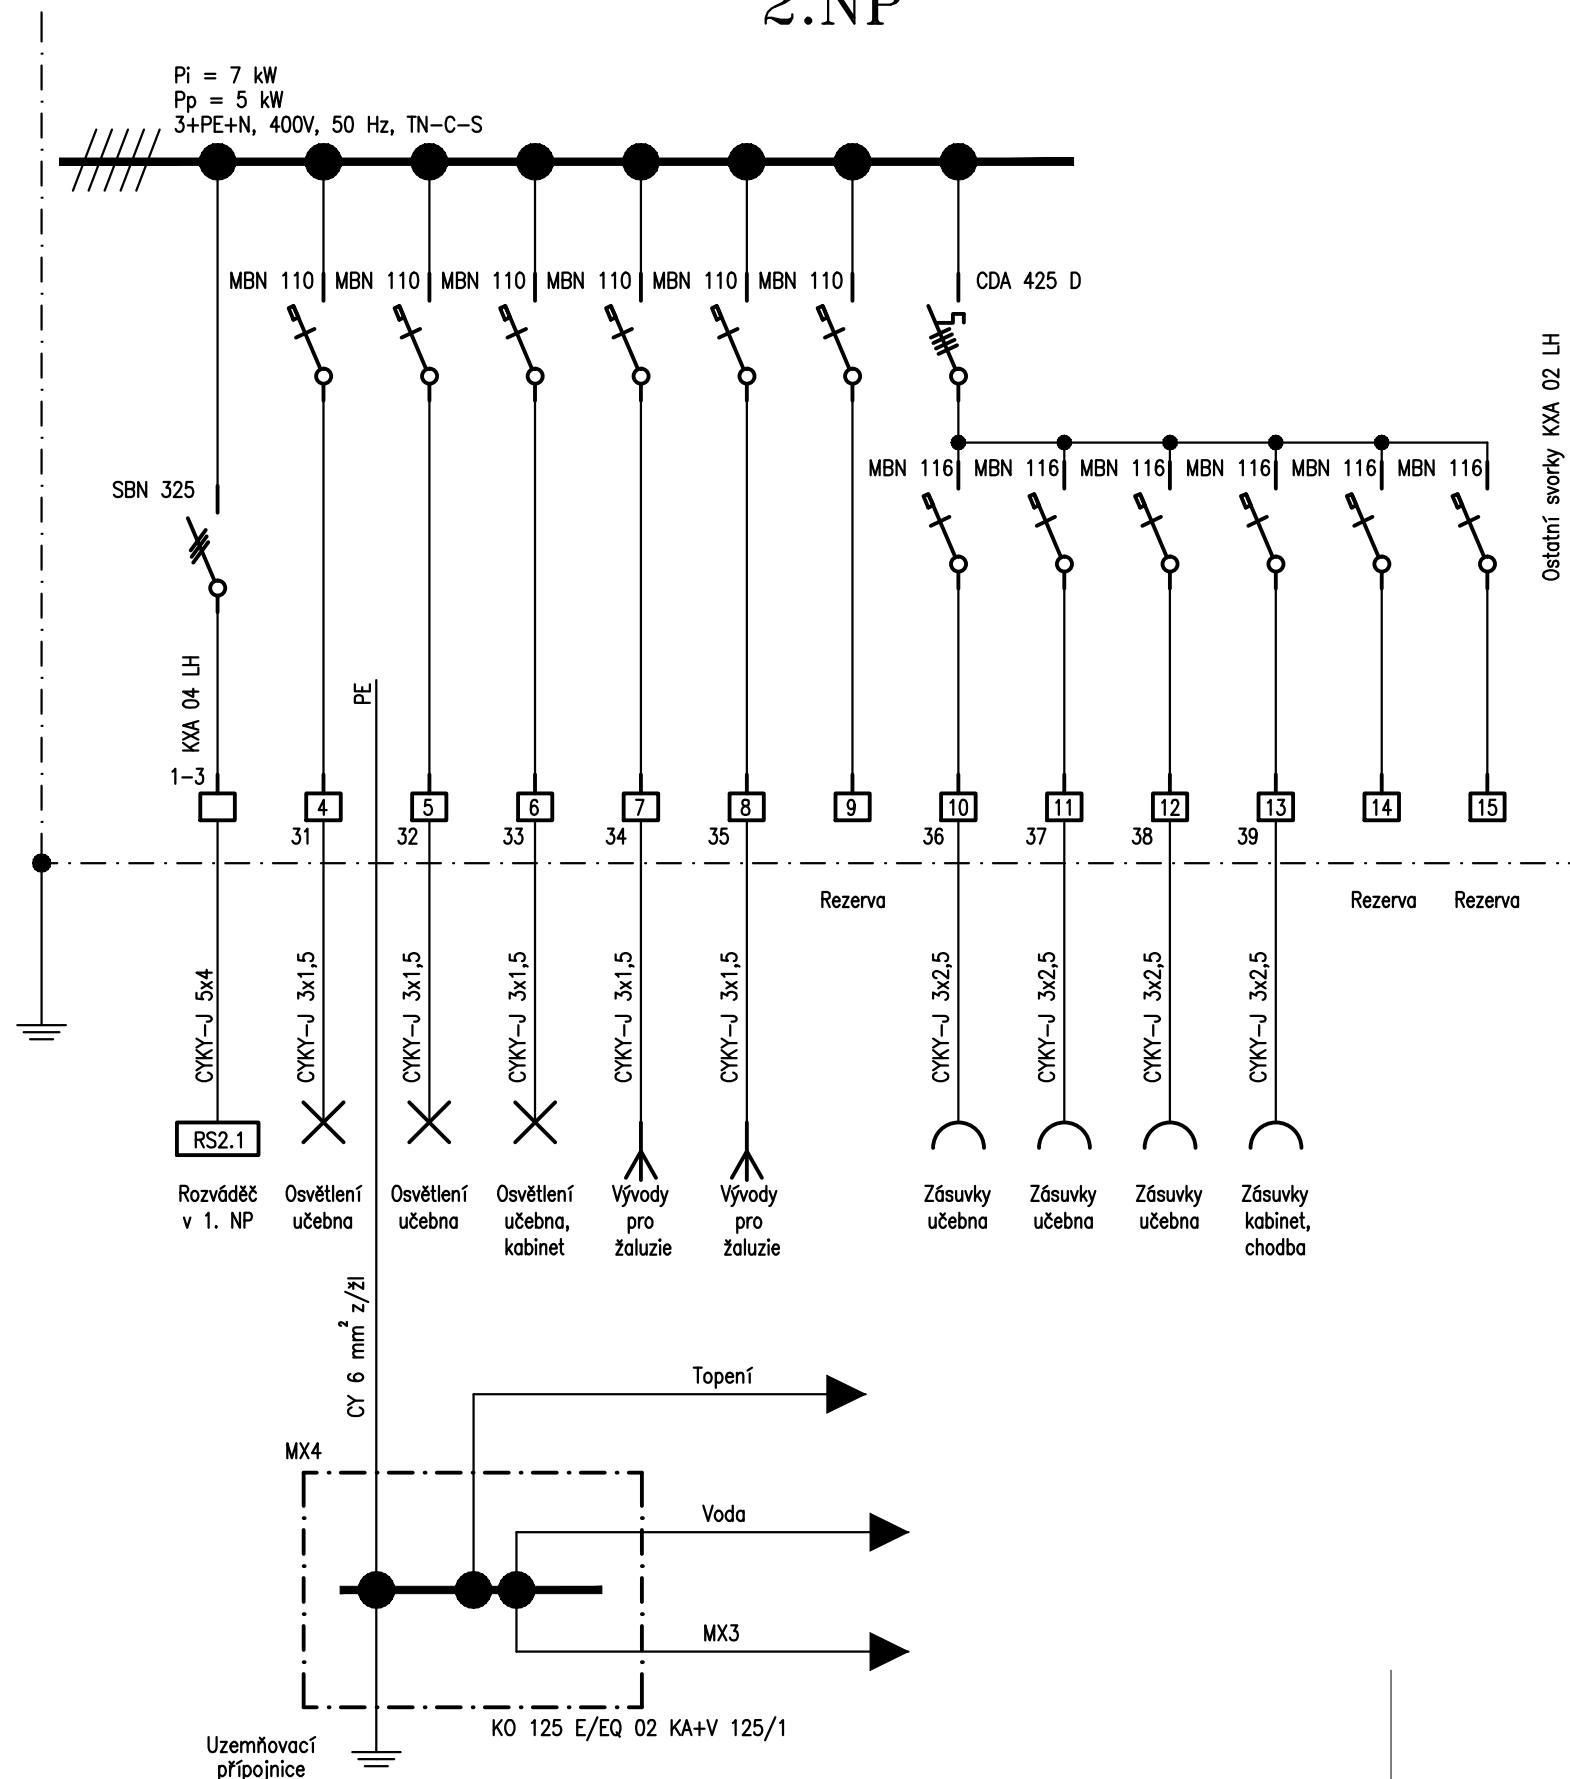 2.NP
Pi = 7 kW
Pp = 5 kW
3+PE+N, 400V, 50 Hz, TN-C-S
MBN 110 MBN 110 MBN 110 MBN 110 MBN 110 MBN 110 CDA 425 D
Ostatní svorky KXA 02 LH
MBN 116 MBN 116 MBN 116 MBN 116 MBN 116 MBN 116
SBN 325
KXA 04 LH
PE
1-3
4 5 6 7 8 9 10 11 12 13 14 15
31 32 33 34 35 36 37 38 39
Rezerva Rezerva Rezerva
CYKY-J 5x4
CYKY-J 3x1,5
CYKY-J 3x1,5
CYKY-J 3x1,5
CYKY-J 3x1,5
CYKY-J 3x1,5
CYKY-J 3x2,5
CYKY-J 3x2,5
CYKY-J 3x2,5
CYKY-J 3x2,5
RS2.1
Rozváděč
v 1. NP
Osvětlení
učebna
Osvětlení
učebna
Osvětlení
učebna,
kabinet
Vývody
pro
žaluzie
Vývody
pro
žaluzie
Zásuvky
učebna
Zásuvky
učebna
Zásuvky
učebna
Zásuvky
kabinet,
chodba
CY 6 mm² z/žl
Topení
MX4
Voda
MX3
KO 125 E/EQ 02 KA+V 125/1
Uzemňovací
přípojnice